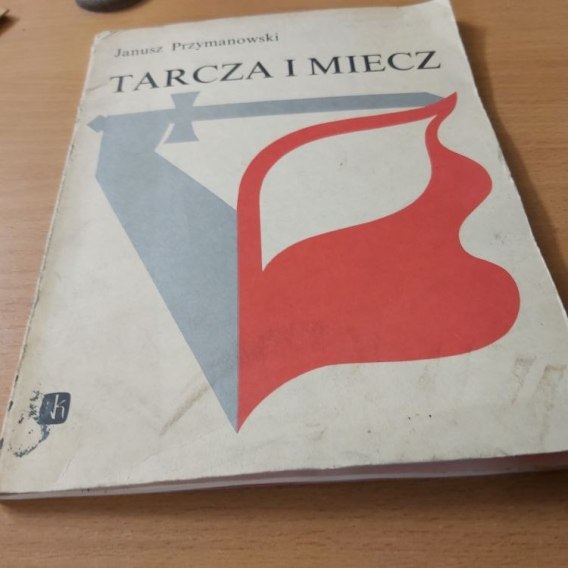 Janusz Przymanowski
TARCZA I MIECZ